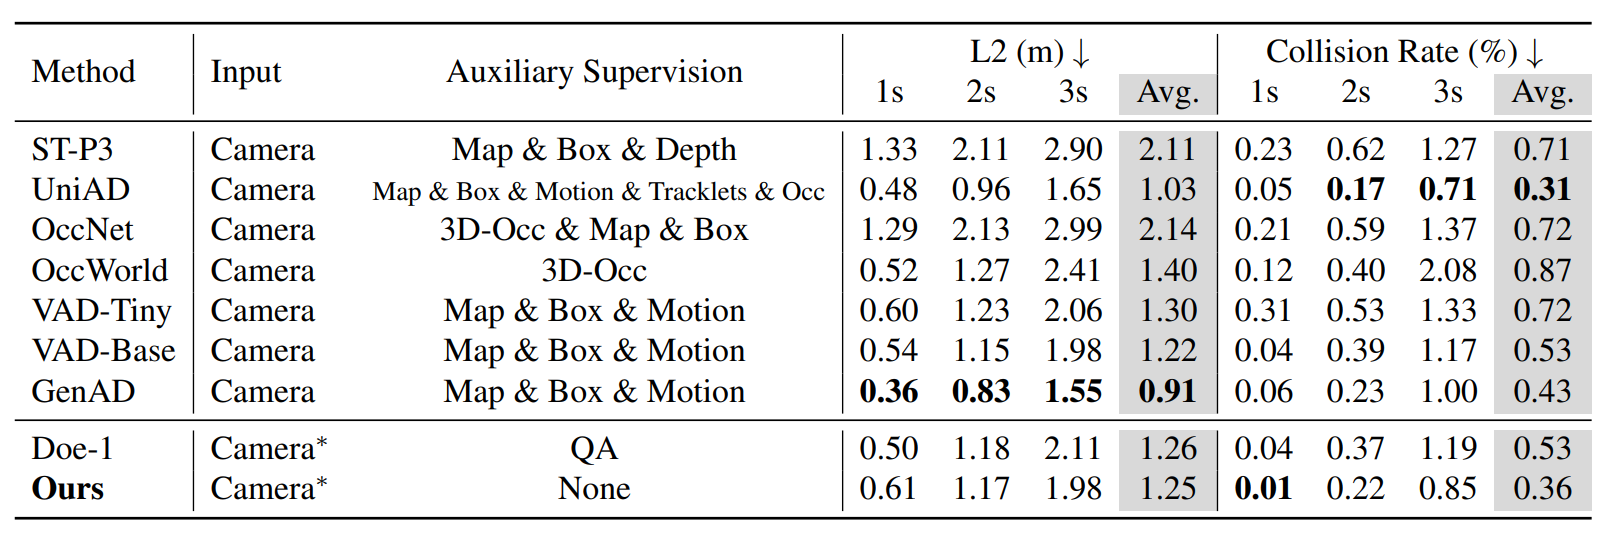 Method Input Auxiliary Supervision L2 (m) ↓ Collision Rate (%) ↓
1s 2s 3s Avg. 1s 2s 3s Avg.
ST-P3 Camera Map & Box & Depth 1.33 2.11 2.90 2.11 0.23 0.62 1.27 0.71
UniAD Camera Map & Box & Motion & Tracklets & Occ 0.48 0.96 1.65 1.03 0.05 0.17 0.71 0.31
OccNet Camera 3D-Occ & Map & Box 1.29 2.13 2.99 2.14 0.21 0.59 1.37 0.72
OccWorld Camera 3D-Occ 0.52 1.27 2.41 1.40 0.12 0.40 2.08 0.87
VAD-Tiny Camera Map & Box & Motion 0.60 1.23 2.06 1.30 0.31 0.53 1.33 0.72
VAD-Base Camera Map & Box & Motion 0.54 1.15 1.98 1.22 0.04 0.39 1.17 0.53
GenAD Camera Map & Box & Motion 0.36 0.83 1.55 0.91 0.06 0.23 1.00 0.43
Doe-1 Camera* QA 0.50 1.18 2.11 1.26 0.04 0.37 1.19 0.53
Ours Camera* None 0.61 1.17 1.98 1.25 0.01 0.22 0.85 0.36